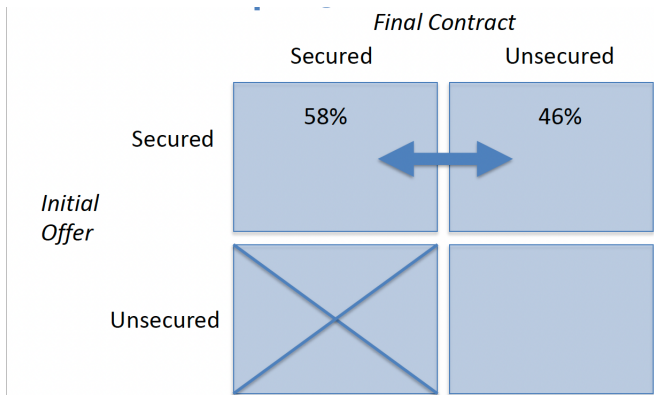 Final Contract
Secured Unsecured
Secured 58% 46%
Initial
Offer
Unsecured